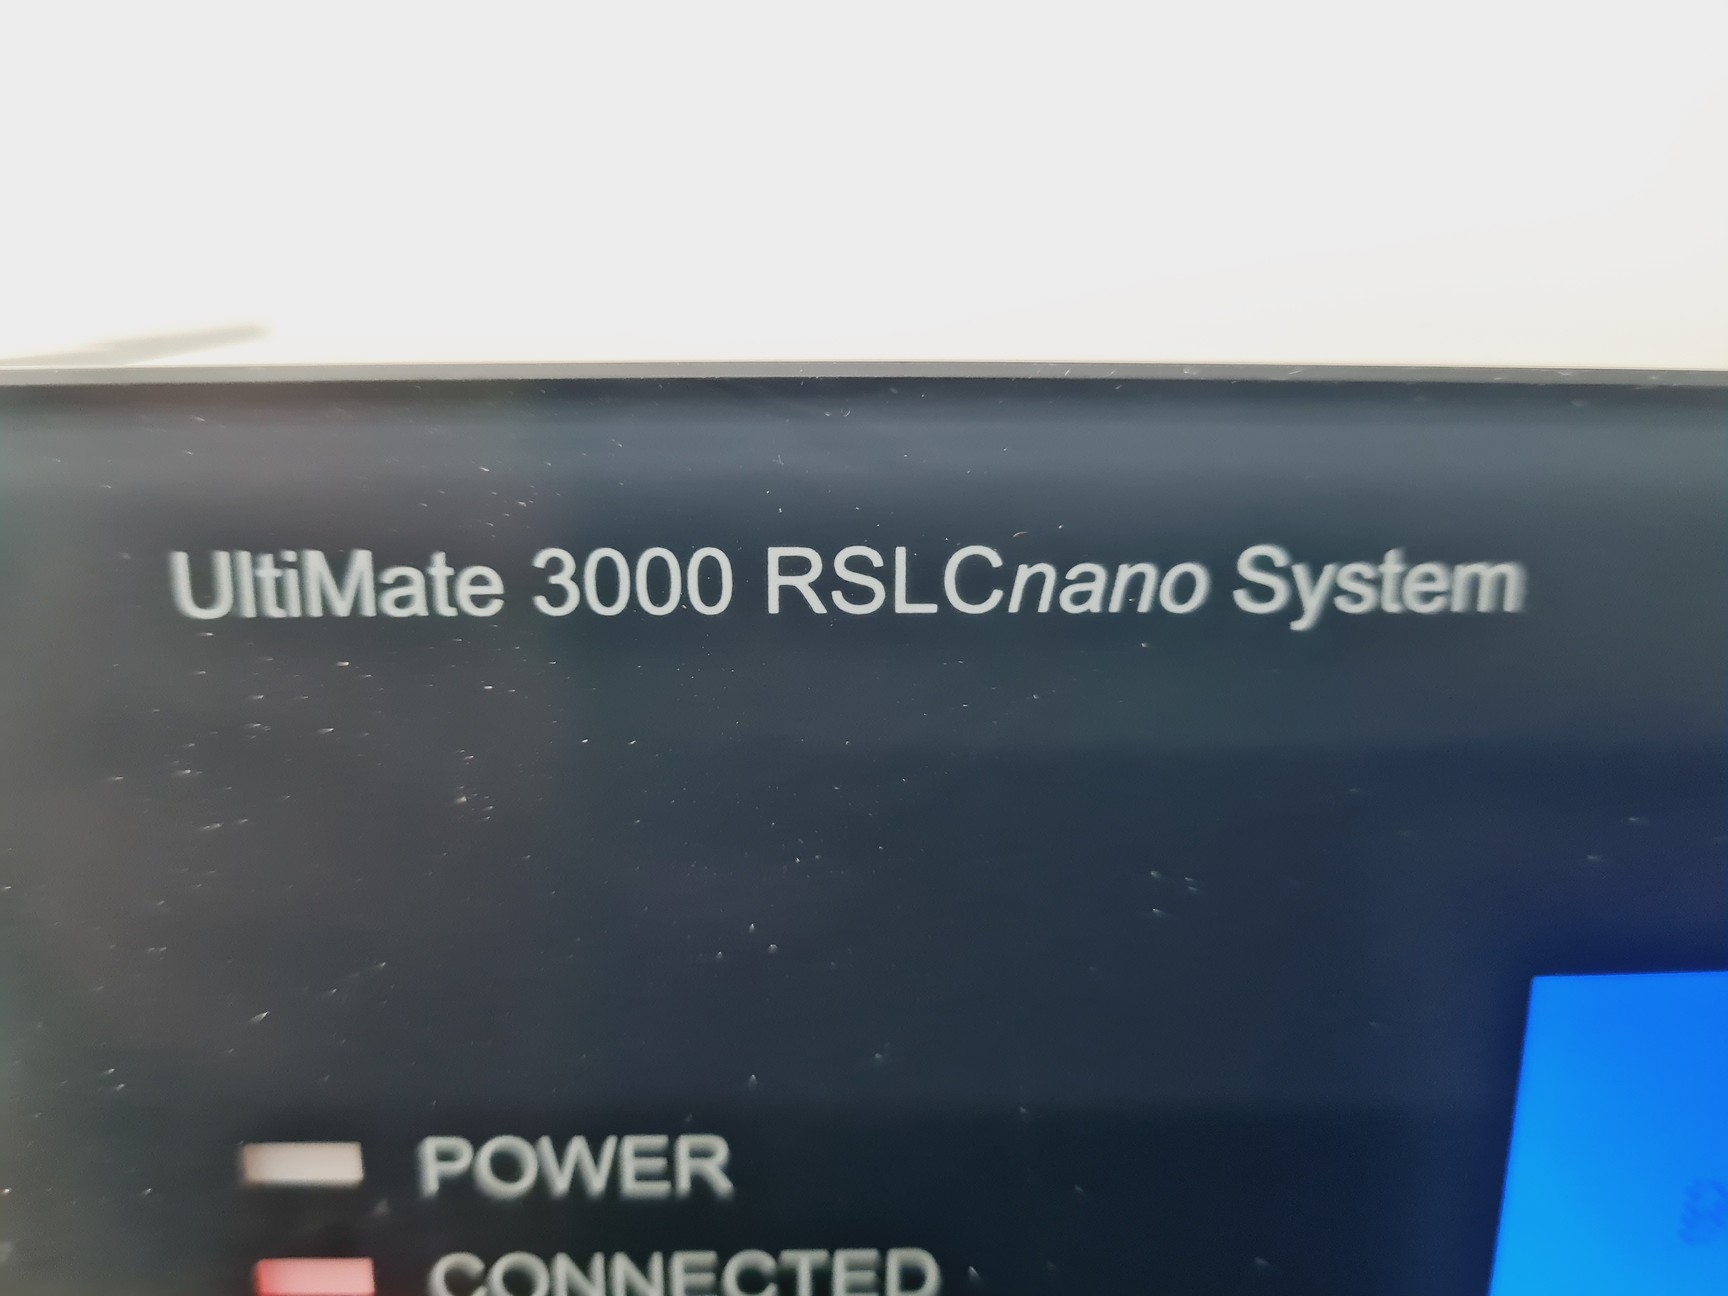 UltiMate 3000 RSLCnano System
POWER
CONNECTED